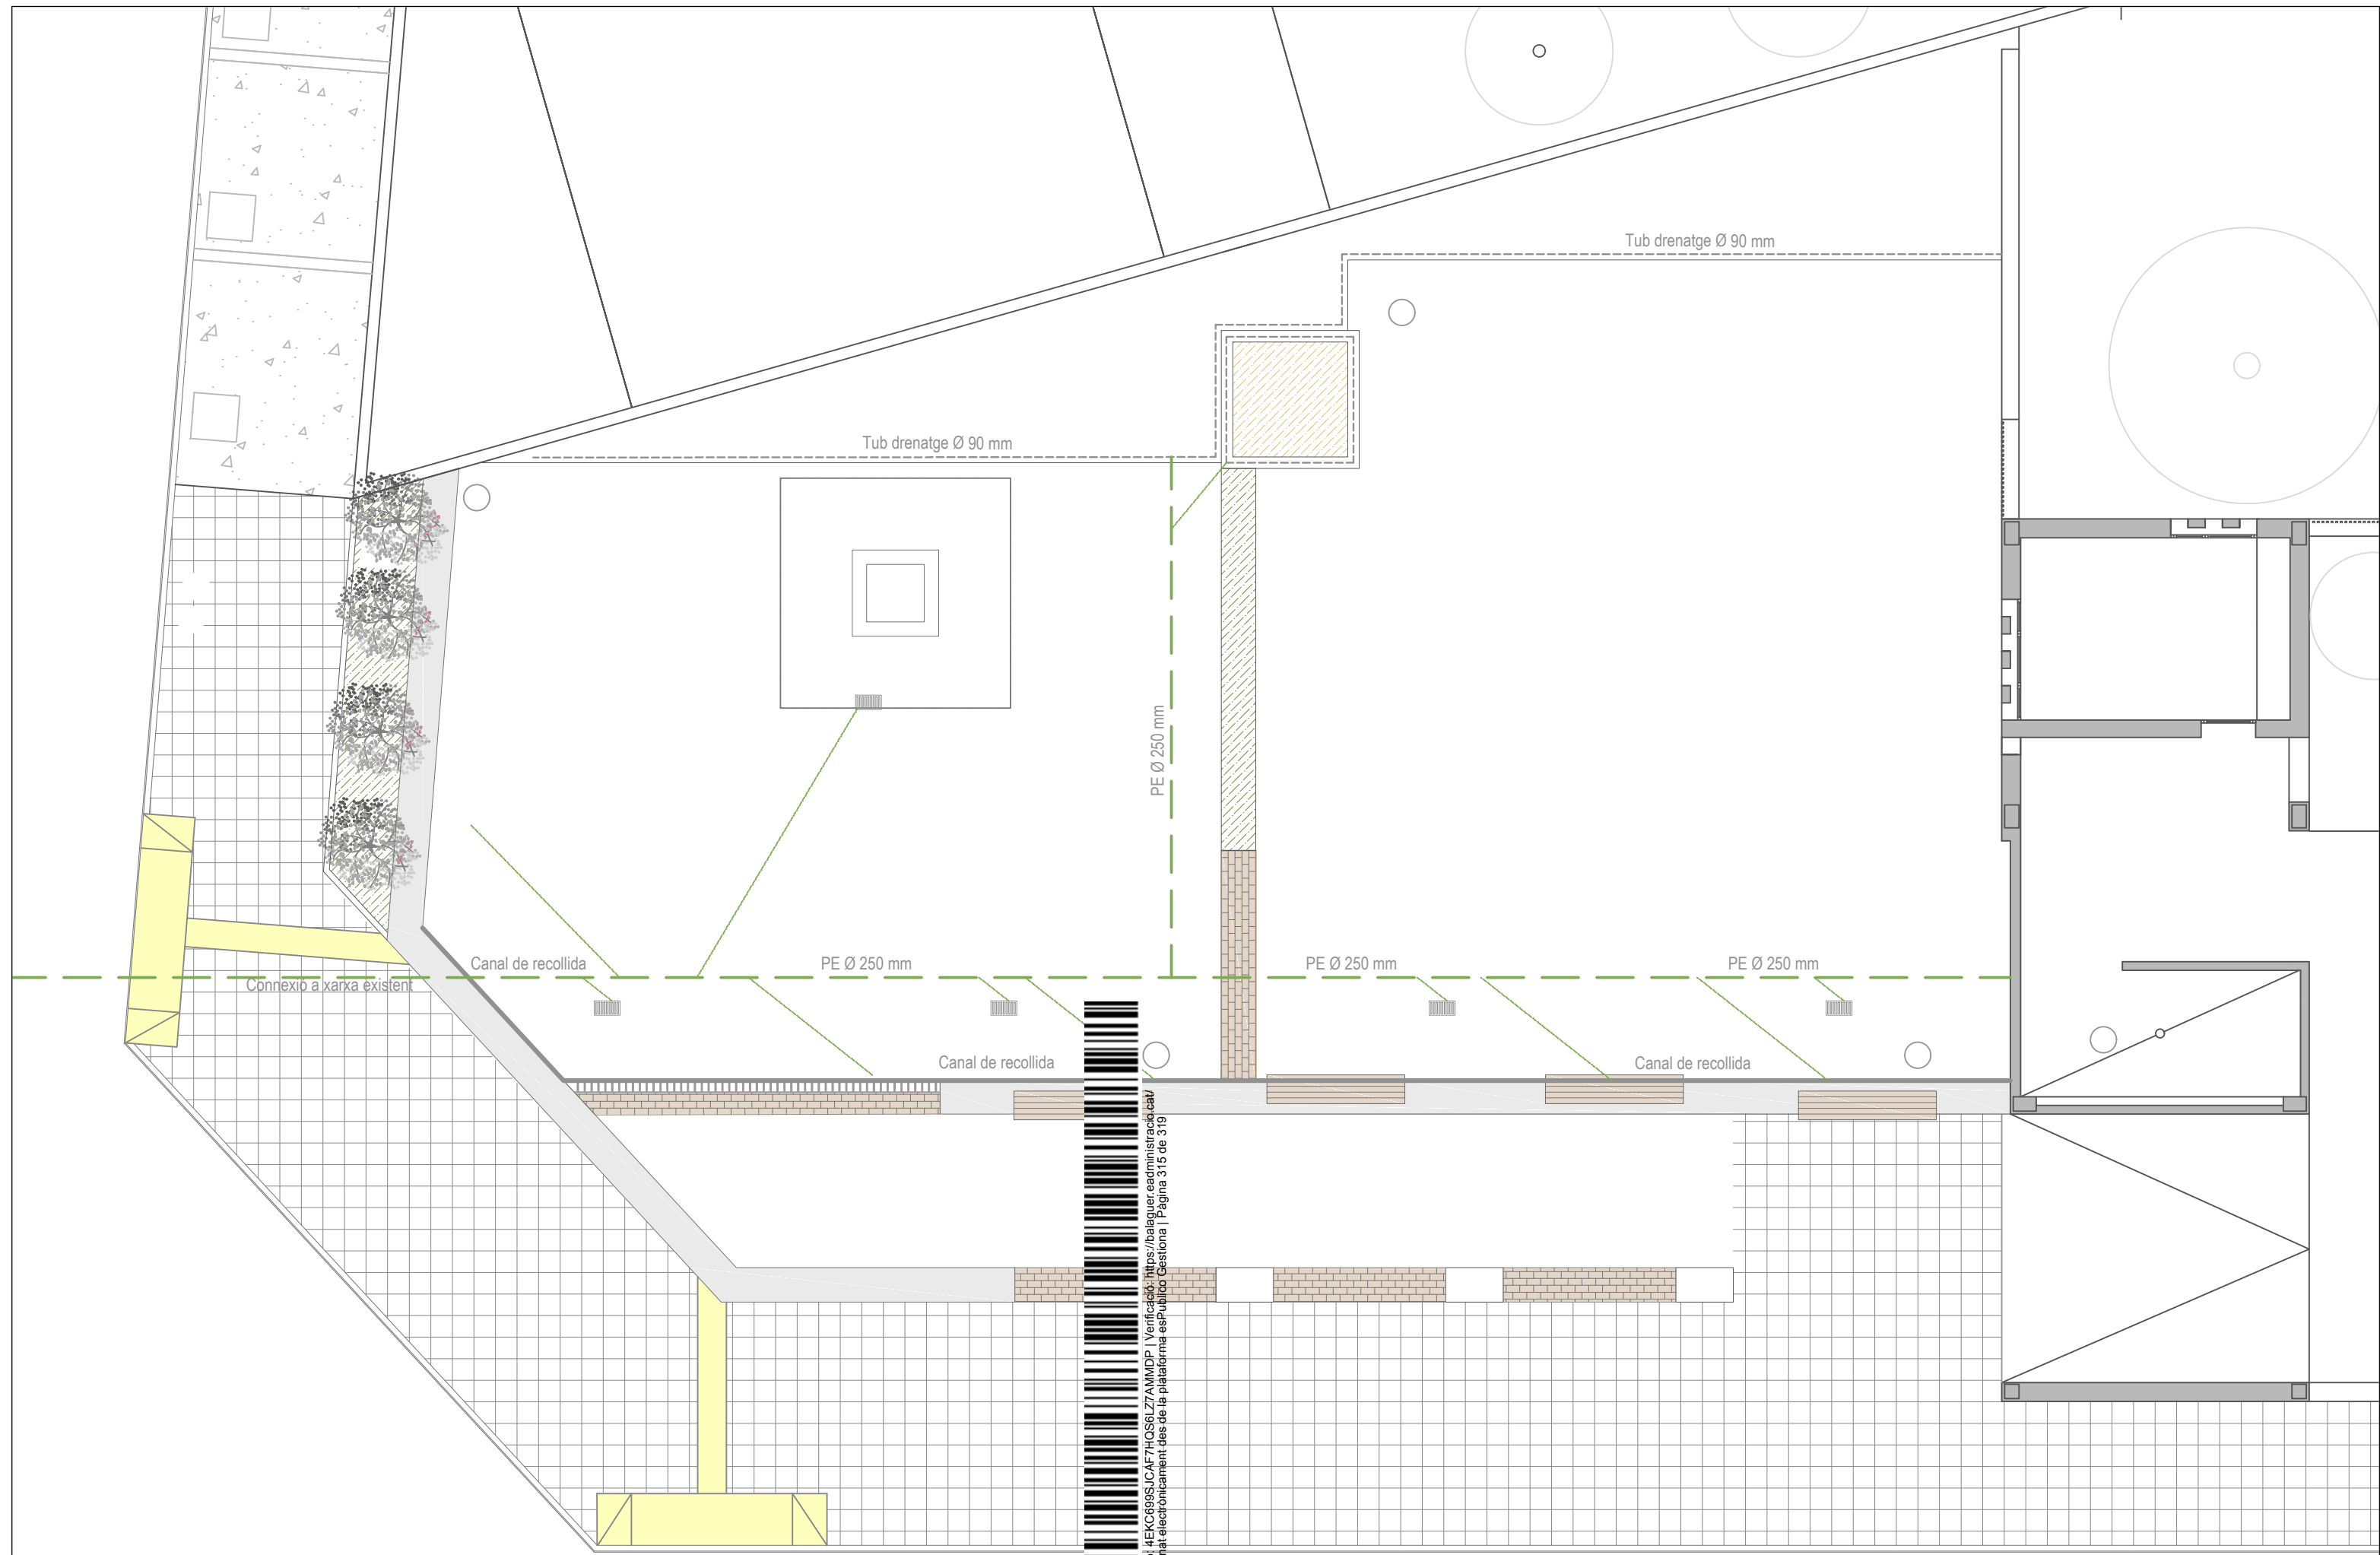 Tub drenatge Ø 90 mm
Tub drenatge Ø 90 mm
PE Ø 250 mm
Canal de recollida
PE Ø 250 mm
PE Ø 250 mm
PE Ø 250 mm
Connexió a xarxa existent
Canal de recollida
Canal de recollida
4EKC699SJCAF7HQS6LZ7AMMDP | Verificació: https://balaguer.eadministracio.cat/
electrònicament des de la plataforma esPublico Gestiona | Pàgina 315 de 319